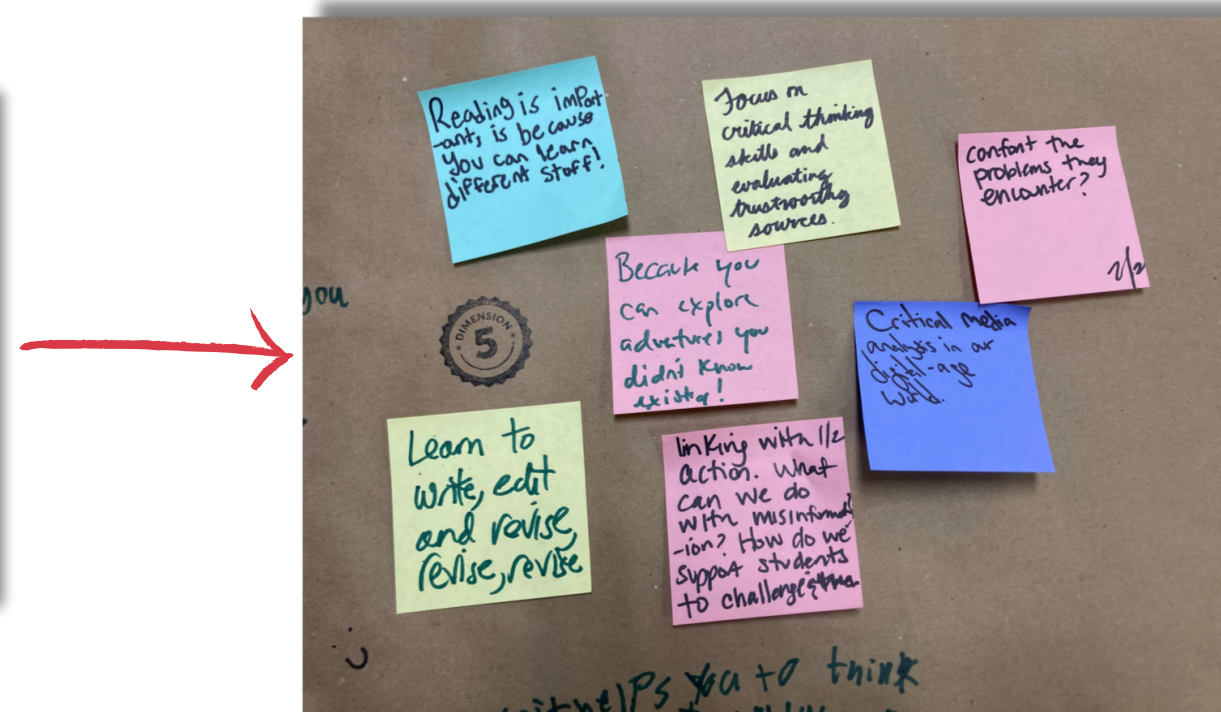 Reading is import
-ant, is because
you can learn
different stuff!
Focus on
critical thinking
skills and
evaluating
trustworthy
sources.
confont the
problems they
encounter?
2/2
Because you
can explore
adventures you
didn't know
existed!
Critical media
analysis in our
digital-age
world.
you
DIMENSION
5
Learn to
write, edit
and revise,
revise, revise
linking with 1/2
action. What
can we do
with misinformat
-ion? How do we
support students
to challenge
helps you to think